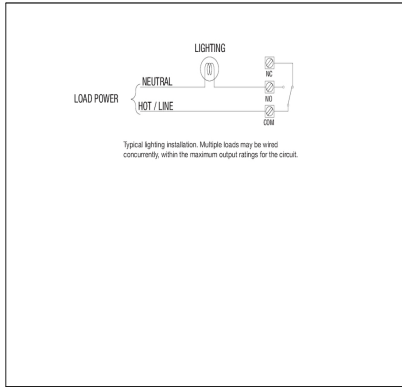 LIGHTING
NC
NEUTRAL
NO
LOAD POWER
HOT / LINE
COM
Typical lighting installation. Multiple loads may be wired
concurrently, within the maximum output ratings for the circuit.